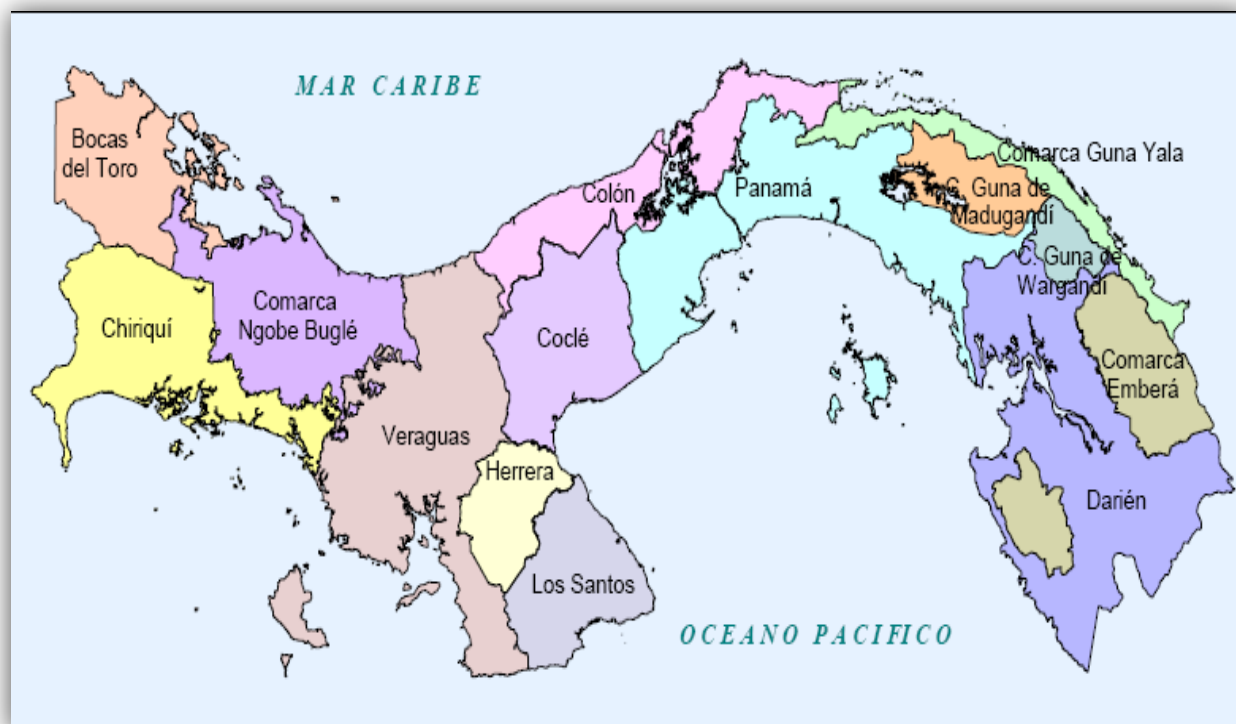 MAR CARIBE
Bocas
del Toro
Comarca Guna Yala
Colón
Panamá
C. Guna de
Madugandí
C. Guna de
Wargandí
Comarca
Ngobe Buglé
Chiriquí
Coclé
Comarca
Emberá
Veraguas
Herrera
Darién
Los Santos
OCEANO PACIFICO